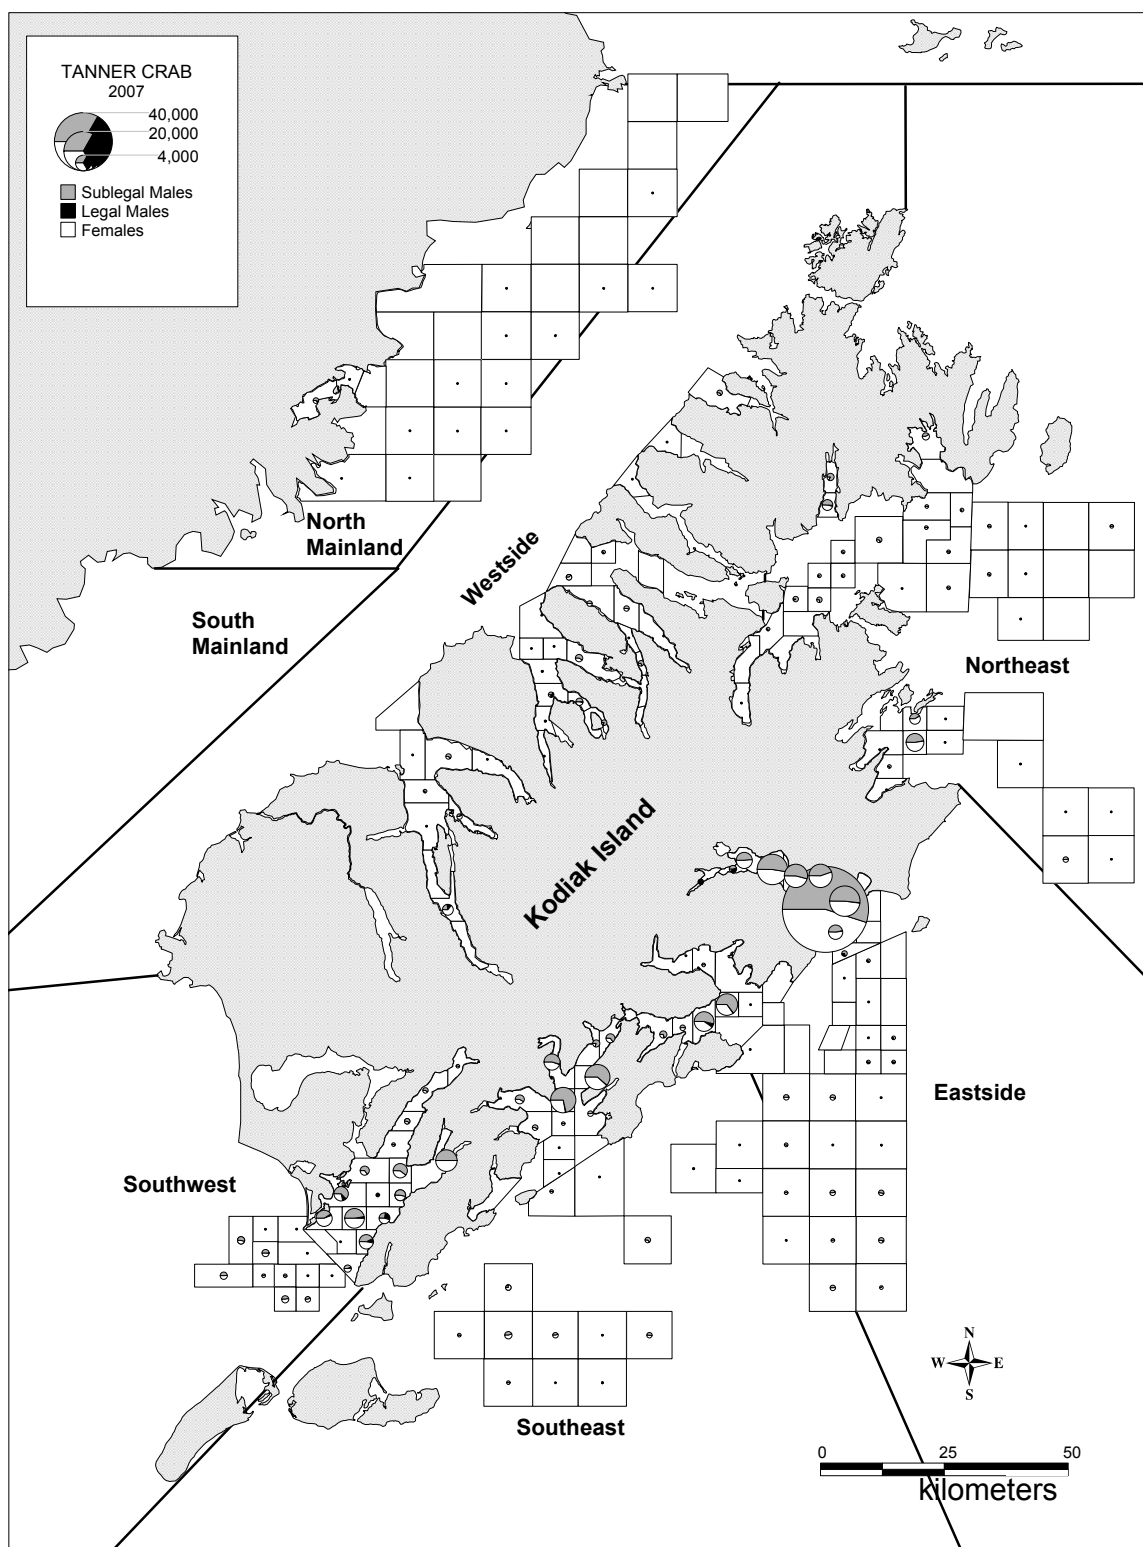 TANNER CRAB
2007
40,000
20,000
4,000
Sublegal Males
Legal Males
Females
North
Mainland
Westside
South
Mainland
Northeast
Kodiak Island
Eastside
Southwest
N
W
E
S
Southeast
0
25
50
kilometers